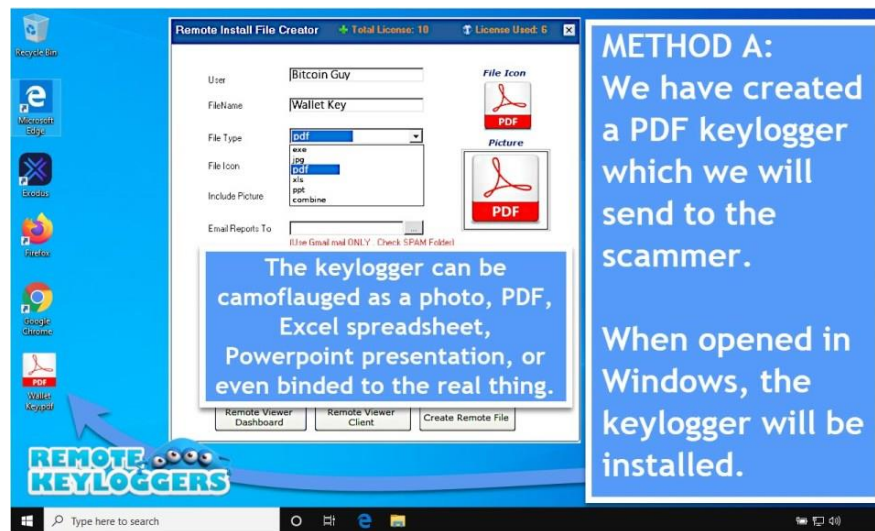 Recycle Bin
Microsoft
Edge
Exodus
Firefox
Google
Chrome
PDF
Wallet
Key.pdf
Remote Install File Creator
Total License: 10
License Used: 6
User
Bitcoin Guy
FileName
Wallet Key
File Type
pdf
exe
jpg
pdf
xls
ppt
combine
File Icon
Include Picture
Email Reports To
...
(Use Gmail mail ONLY . Check SPAM Folder)
File Icon
PDF
Picture
PDF
The keylogger can be
camoflauged as a photo, PDF,
Excel spreadsheet,
Powerpoint presentation, or
even binded to the real thing.
Remote Viewer
Dashboard
Remote Viewer
Client
Create Remote File
METHOD A:
We have created
a PDF keylogger
which we will
send to the
scammer.
When opened in
Windows, the
keylogger will be
installed.
REMOTE
KEYLOGGERS
Type here to search